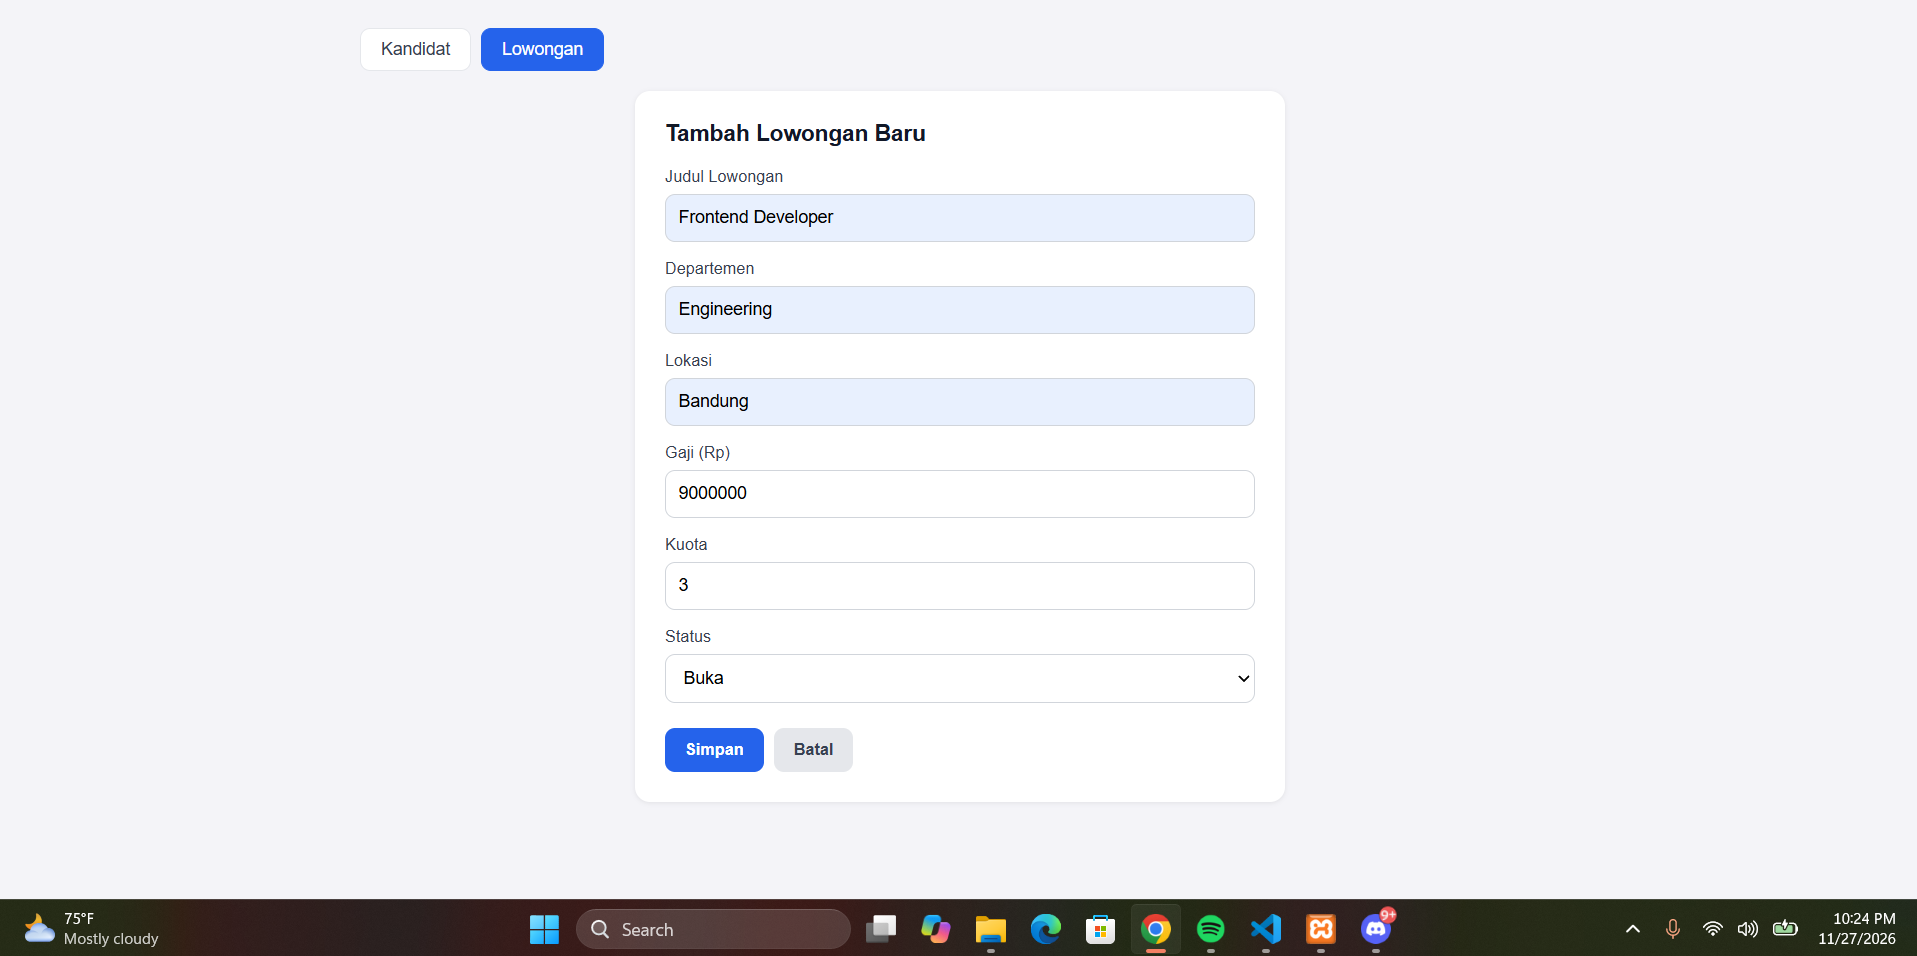 Kandidat
Lowongan
Tambah Lowongan Baru
Judul Lowongan
Frontend Developer
Departemen
Engineering
Lokasi
Bandung
Gaji (Rp)
9000000
Kuota
3
Status
Buka
Simpan
Batal
75°F
Mostly cloudy
Search
9+
10:24 PM
11/27/2026